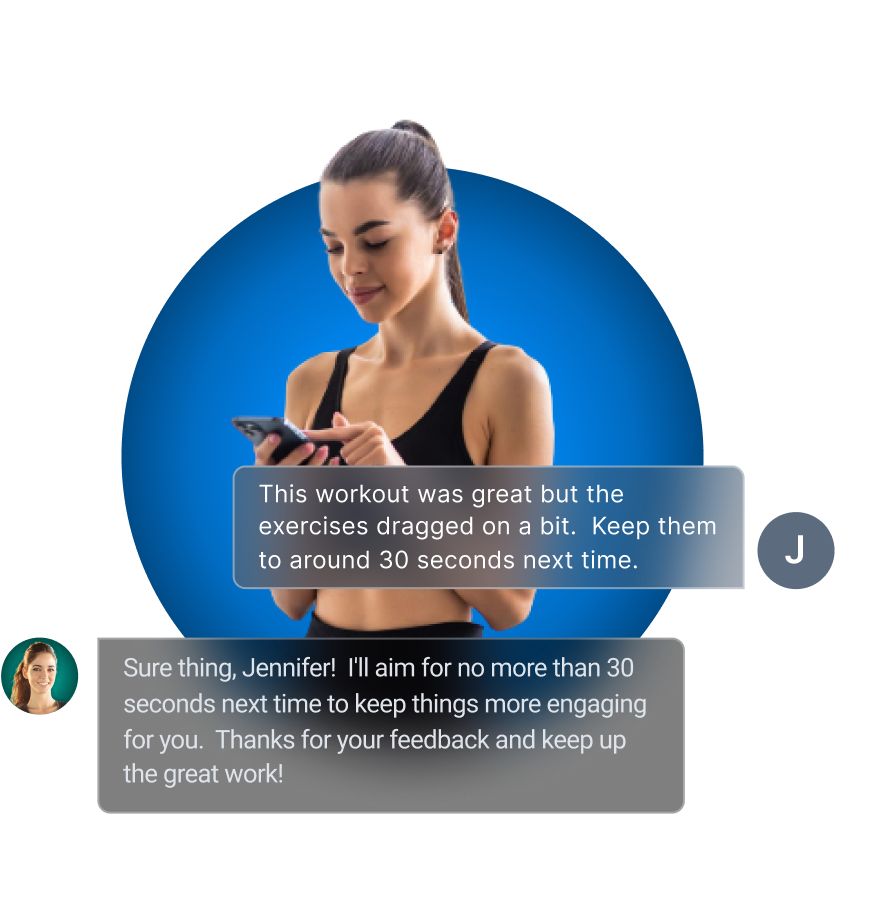 This workout was great but the
exercises dragged on a bit.  Keep them
to around 30 seconds next time.
J
Sure thing, Jennifer!  I'll aim for no more than 30
seconds next time to keep things more engaging
for you.  Thanks for your feedback and keep up
the great work!